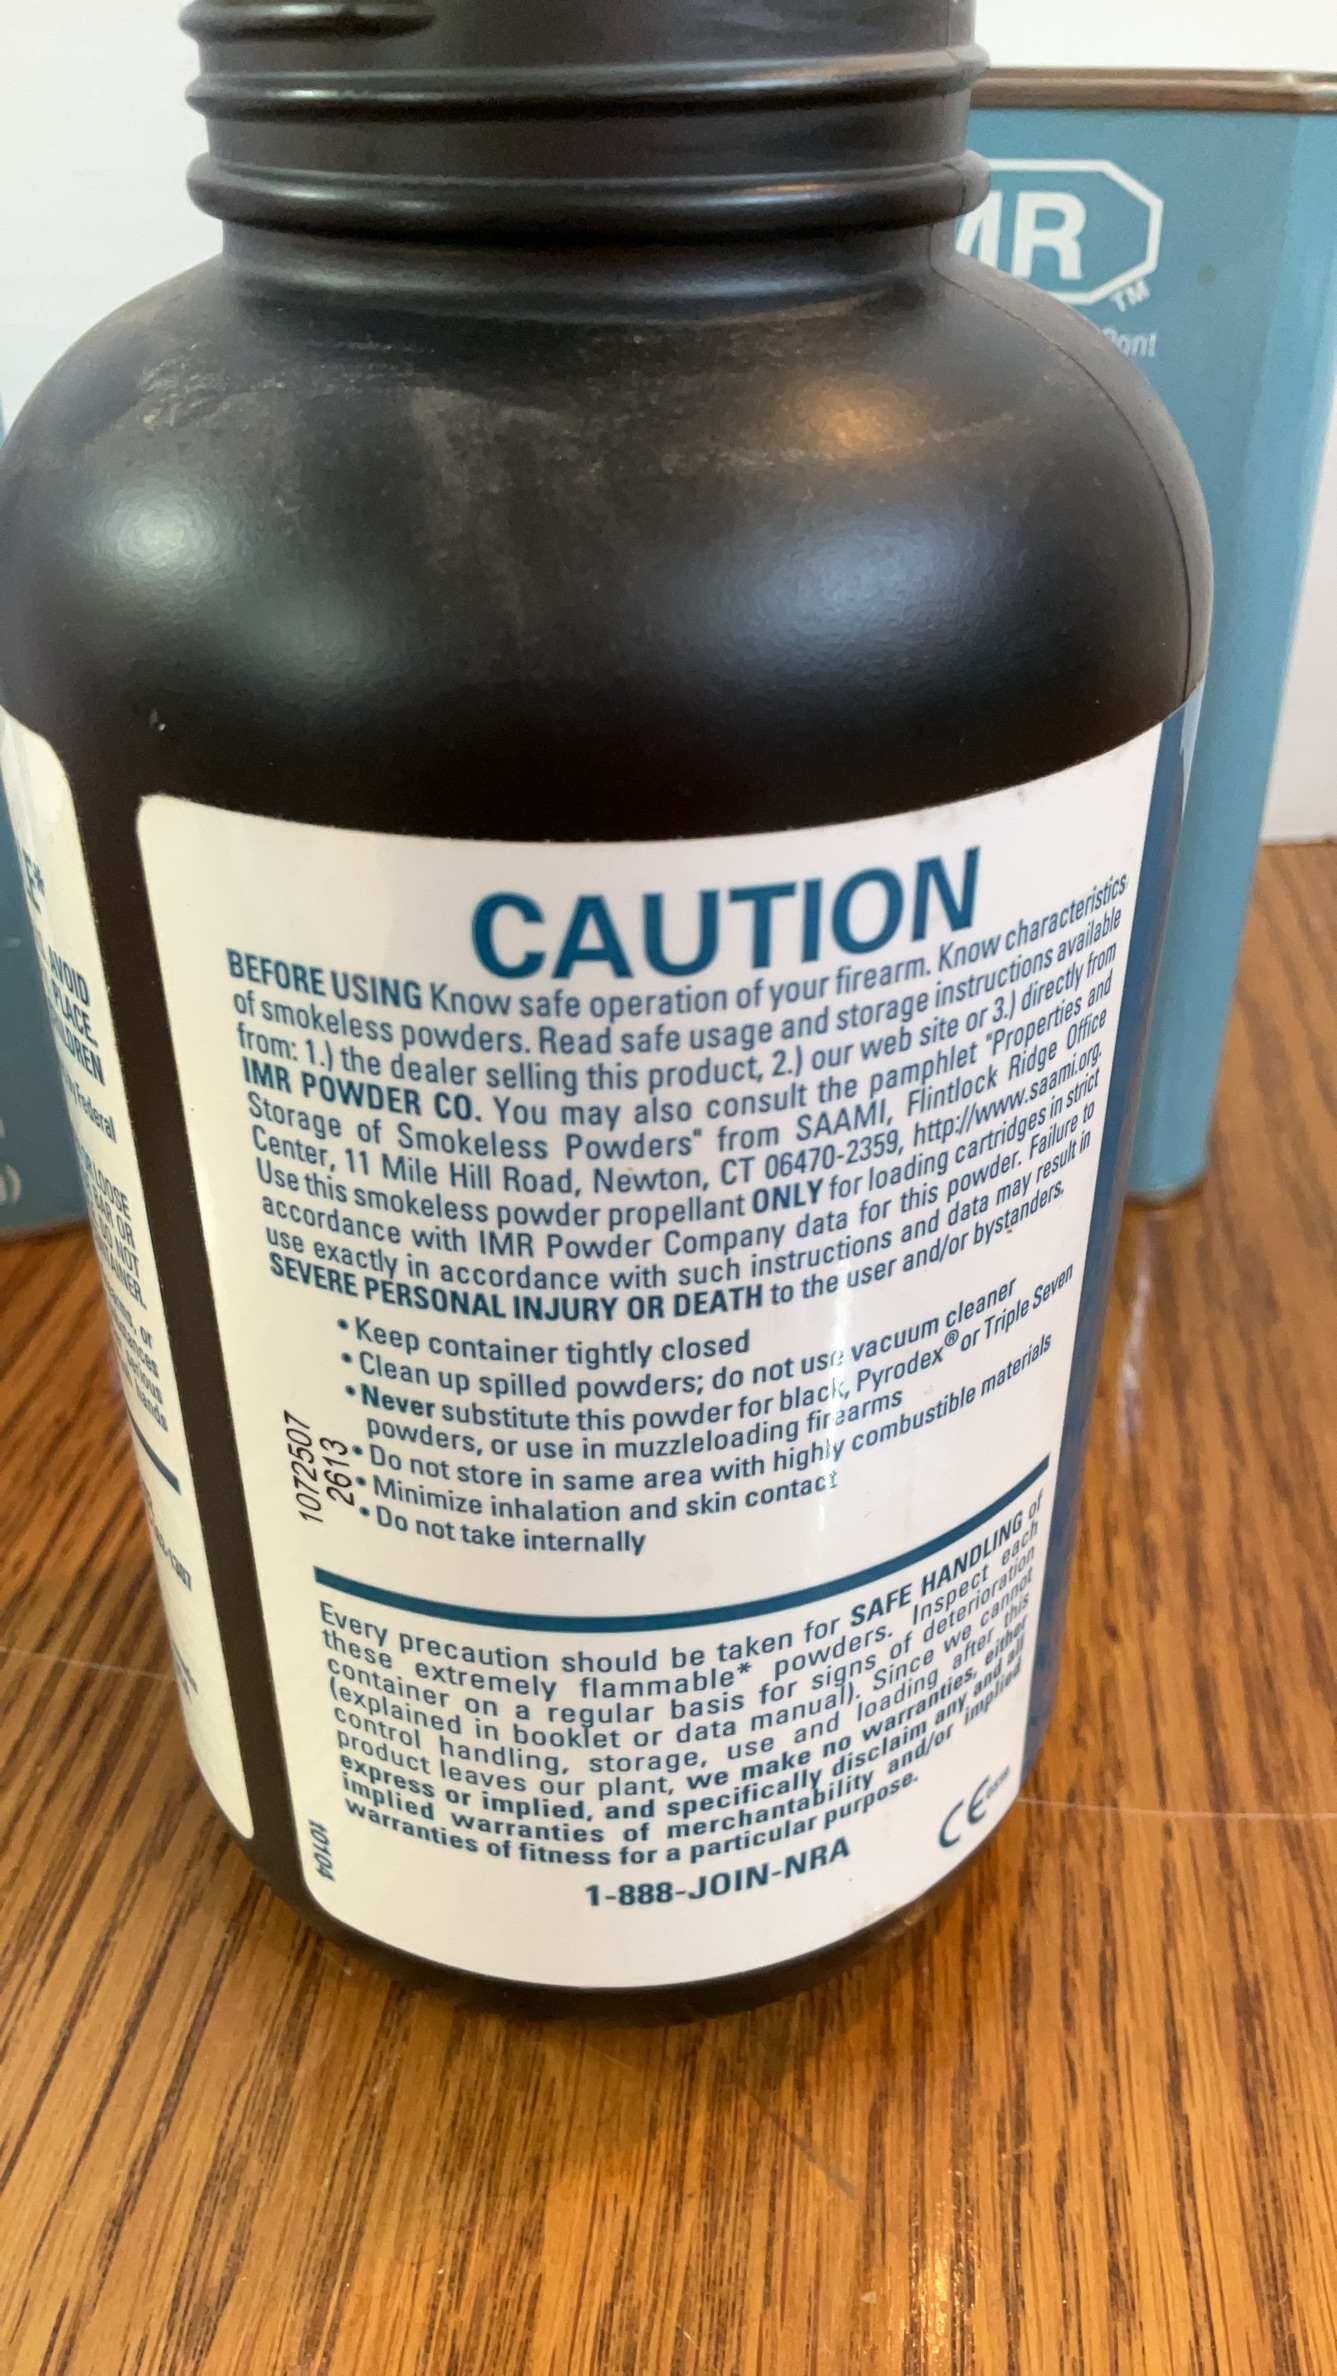 MR
TM
Pont
CAUTION
BEFORE USING Know safe operation of your firearm. Know characteristics
of smokeless powders. Read safe usage and storage instructions available
from: 1.) the dealer selling this product, 2.) our web site or 3.) directly from
IMR POWDER CO. You may also consult the pamphlet "Properties and
Storage of Smokeless Powders" from SAAMI, Flintlock Ridge Office
Center, 11 Mile Hill Road, Newton, CT 06470-2359, http://www.saami.org.
Use this smokeless powder propellant ONLY for loading cartridges in strict
accordance with IMR Powder Company data for this powder. Failure to
use exactly in accordance with such instructions and data may result in
SEVERE PERSONAL INJURY OR DEATH to the user and/or bystanders.
• Keep container tightly closed
• Clean up spilled powders; do not use vacuum cleaner
• Never substitute this powder for black, Pyrodex® or Triple Seven
powders, or use in muzzleloading firearms
• Do not store in same area with highly combustible materials
• Minimize inhalation and skin contact
• Do not take internally
1072507
2613
Every precaution should be taken for SAFE HANDLING of
these extremely flammable* powders. Inspect each
container on a regular basis for signs of deterioration
(explained in booklet or data manual). Since we cannot
control handling, storage, use and loading after this
product leaves our plant, we make no warranties, either
express or implied, and specifically disclaim any and all
implied warranties of merchantability and/or implied
warranties of fitness for a particular purpose.
1-888-JOIN-NRA
CE
10104
AVOID
PLACE.
Federal
LOOSE
EAR OR
DO NOT
hands